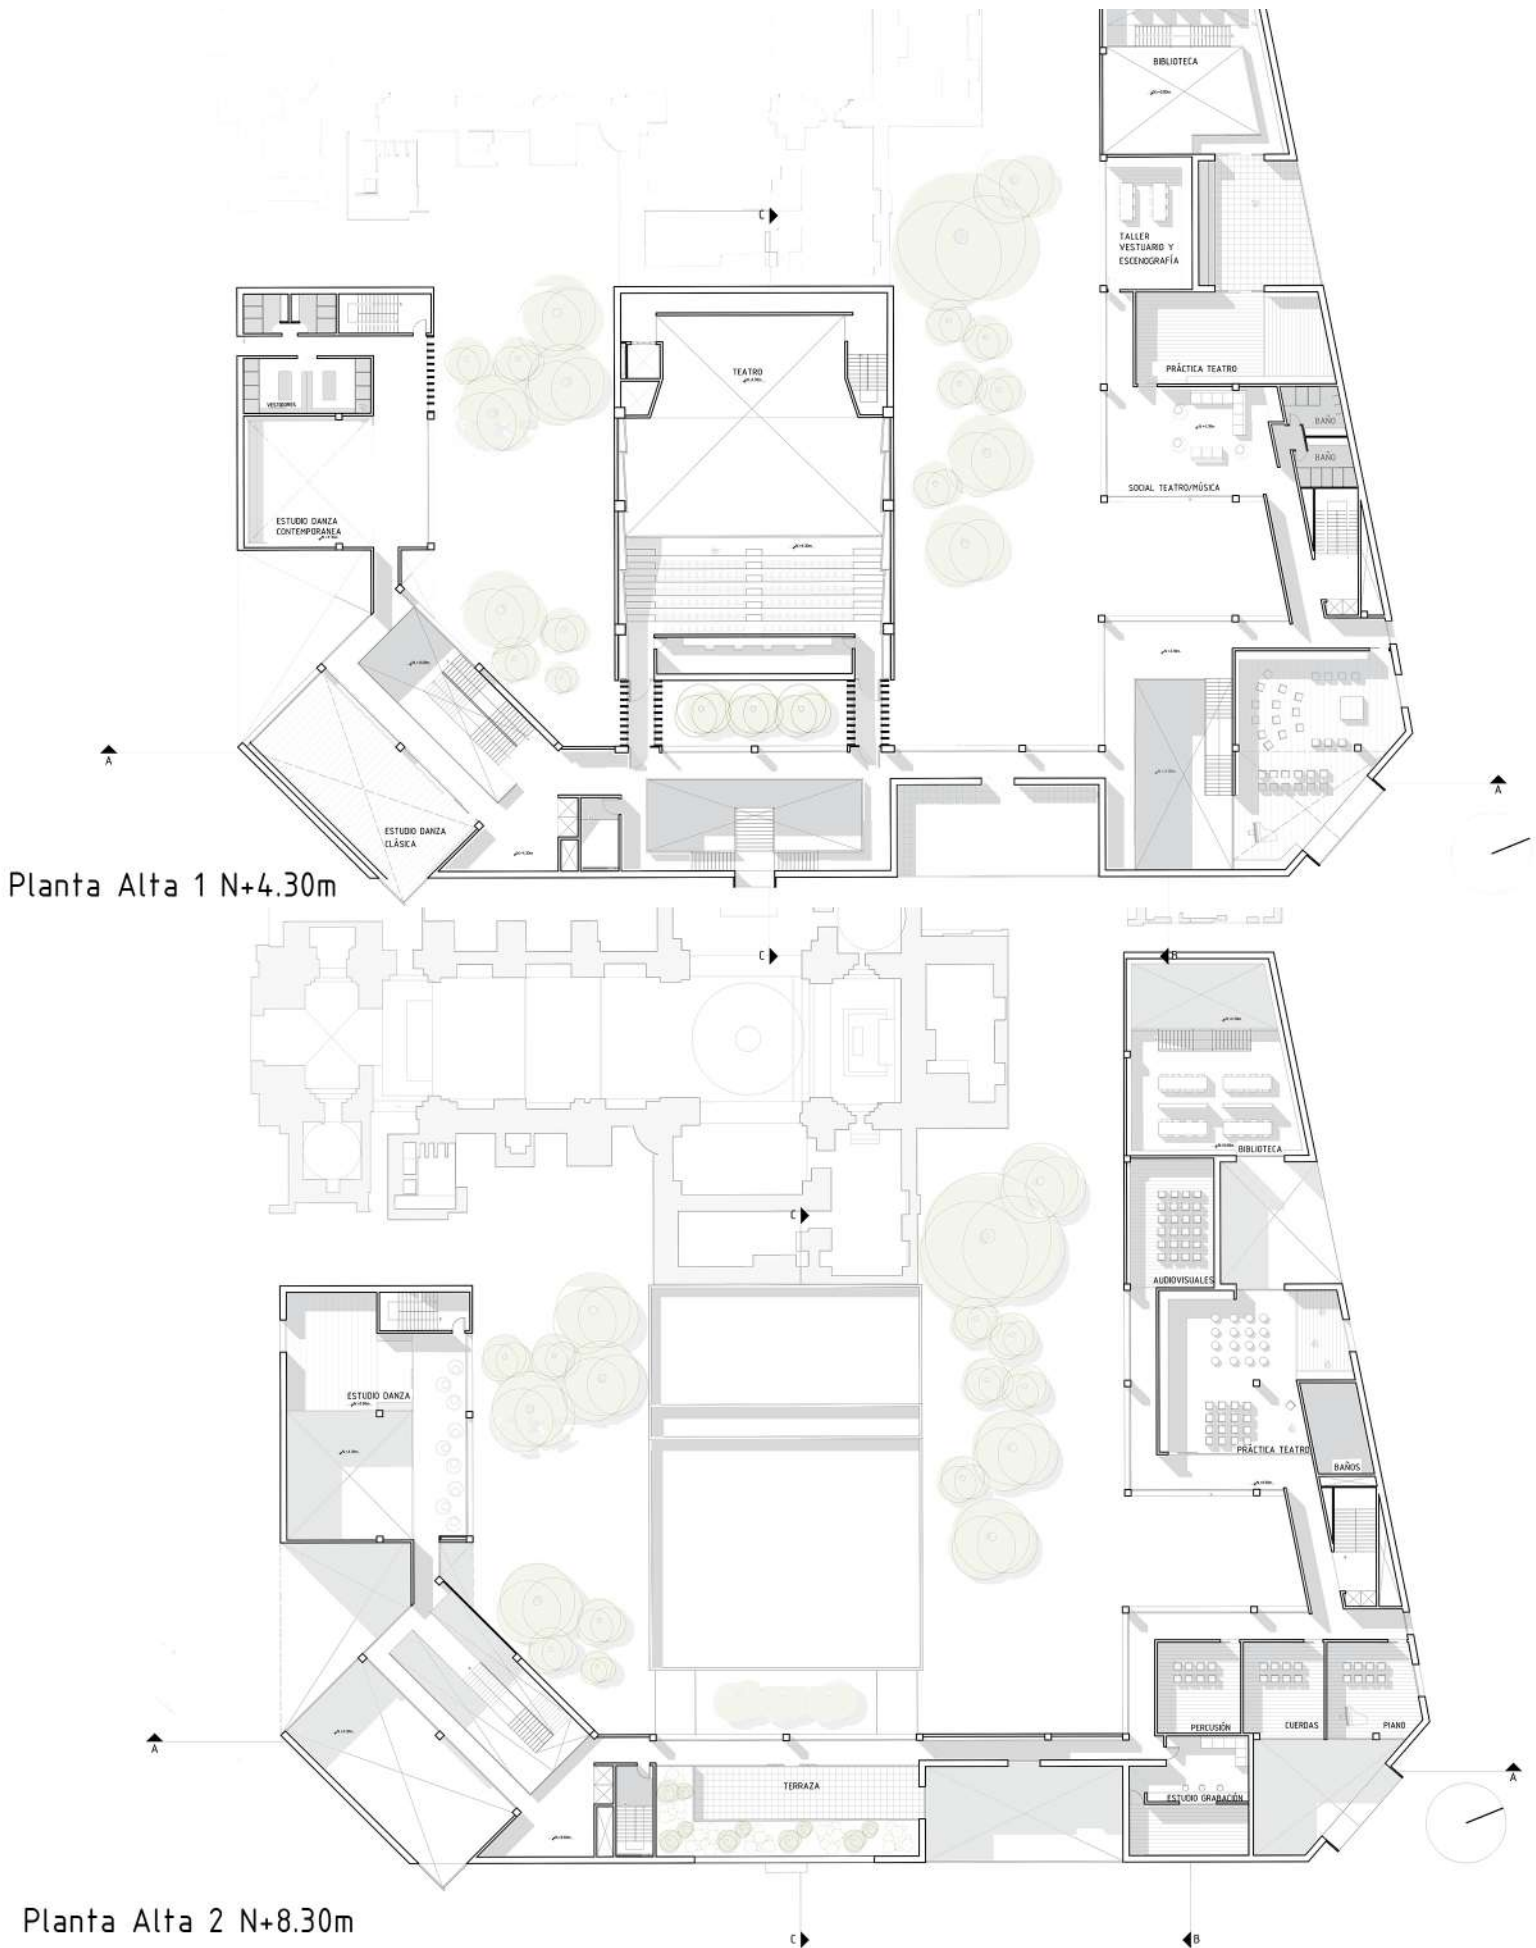 BIBLIOTECA
TALLER
VESTUARIO Y
ESCENOGRAFÍA
C
TEATRO
PRÁCTICA TEATRO
VESTIDORES
BAÑO
BAÑO
SOCIAL TEATRO/MÚSICA
ESTUDIO DANZA
CONTEMPORANEA
A
A
ESTUDIO DANZA
CLÁSICA
Planta Alta 1 N+4.30m
C
B
BIBLIOTECA
C
AUDIOVISUALES
ESTUDIO DANZA
PRÁCTICA TEATRO
BAÑOS
PERCUSIÓN
CUERDAS
PIANO
A
A
TERRAZA
ESTUDIO GRABACIÓN
Planta Alta 2 N+8.30m
C
B